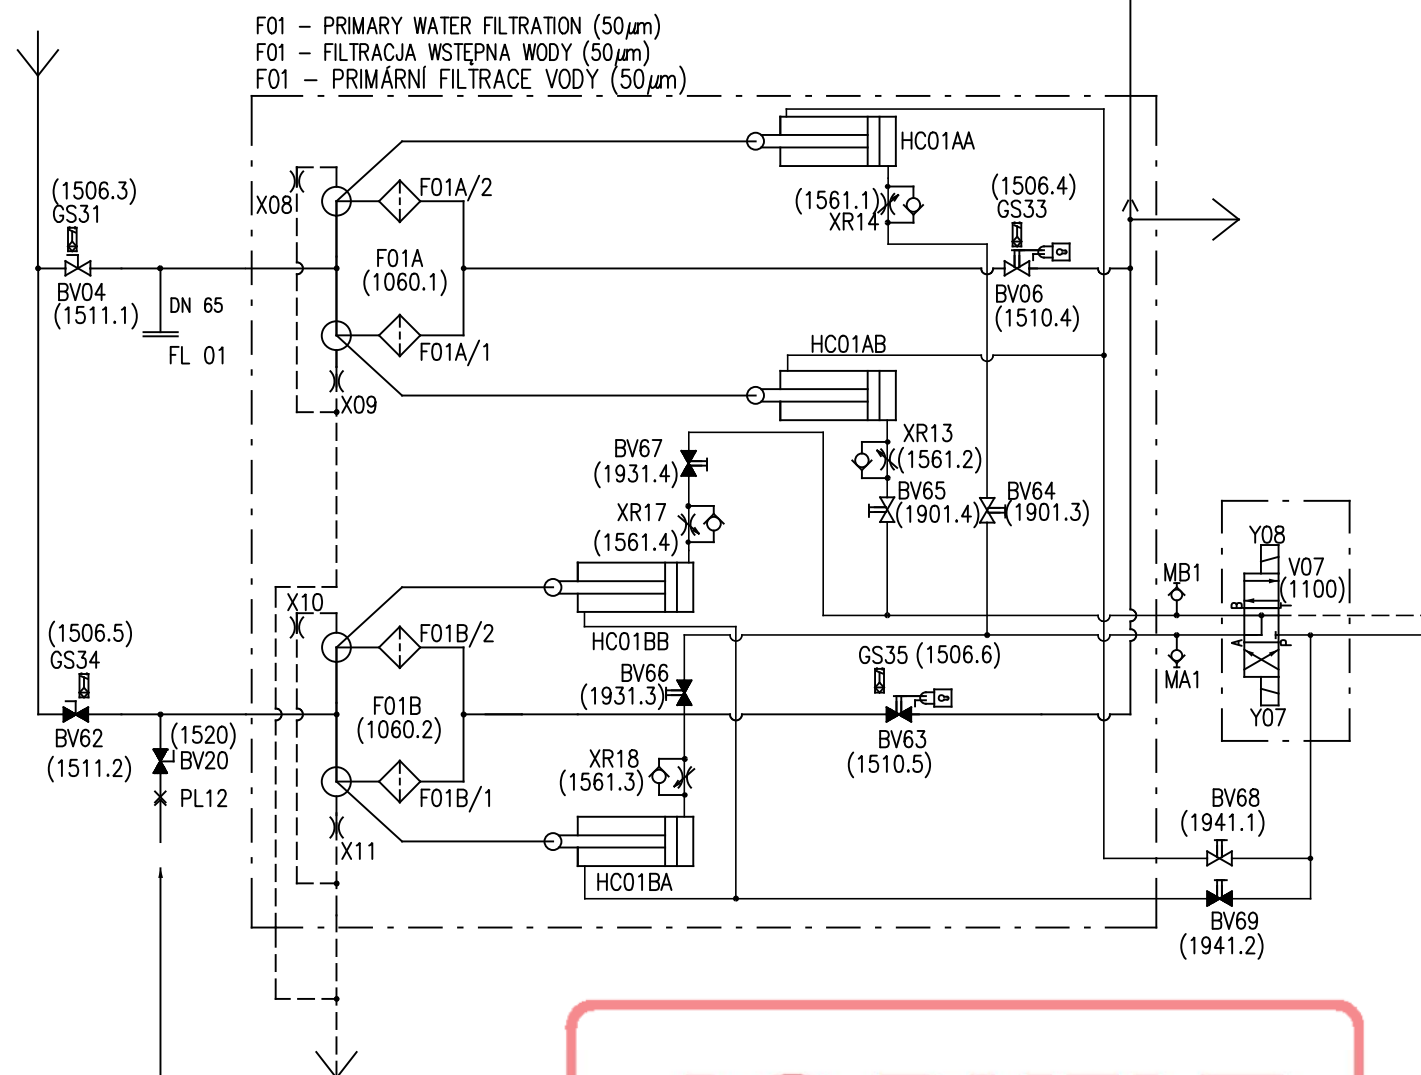 F01 – PRIMARY WATER FILTRATION (50µm)
F01 – FILTRACJA WSTĘPNA WODY (50µm)
F01 – PRIMÁRNÍ FILTRACE VODY (50µm)
HC01AA
(1506.3)
GS31
X08
F01A/2
(1561.1)
XR14
(1506.4)
GS33
BV04
(1511.1)
F01A
(1060.1)
DN 65
FL 01
BV06
(1510.4)
F01A/1
HC01AB
X09
BV67
(1931.4)
XR13
(1561.2)
XR17
(1561.4)
BV65
(1901.4)
BV64
(1901.3)
Y08
V07
(1100)
MB1
B
T
A
P
MA1
Y07
X10
(1506.5)
GS34
F01B/2
HC01BB
BV66
(1931.3)
GS35 (1506.6)
F01B
(1060.2)
BV62
(1511.2)
(1520)
BV20
PL12
XR18
(1561.3)
BV63
(1510.5)
F01B/1
X11
HC01BA
BV68
(1941.1)
BV69
(1941.2)